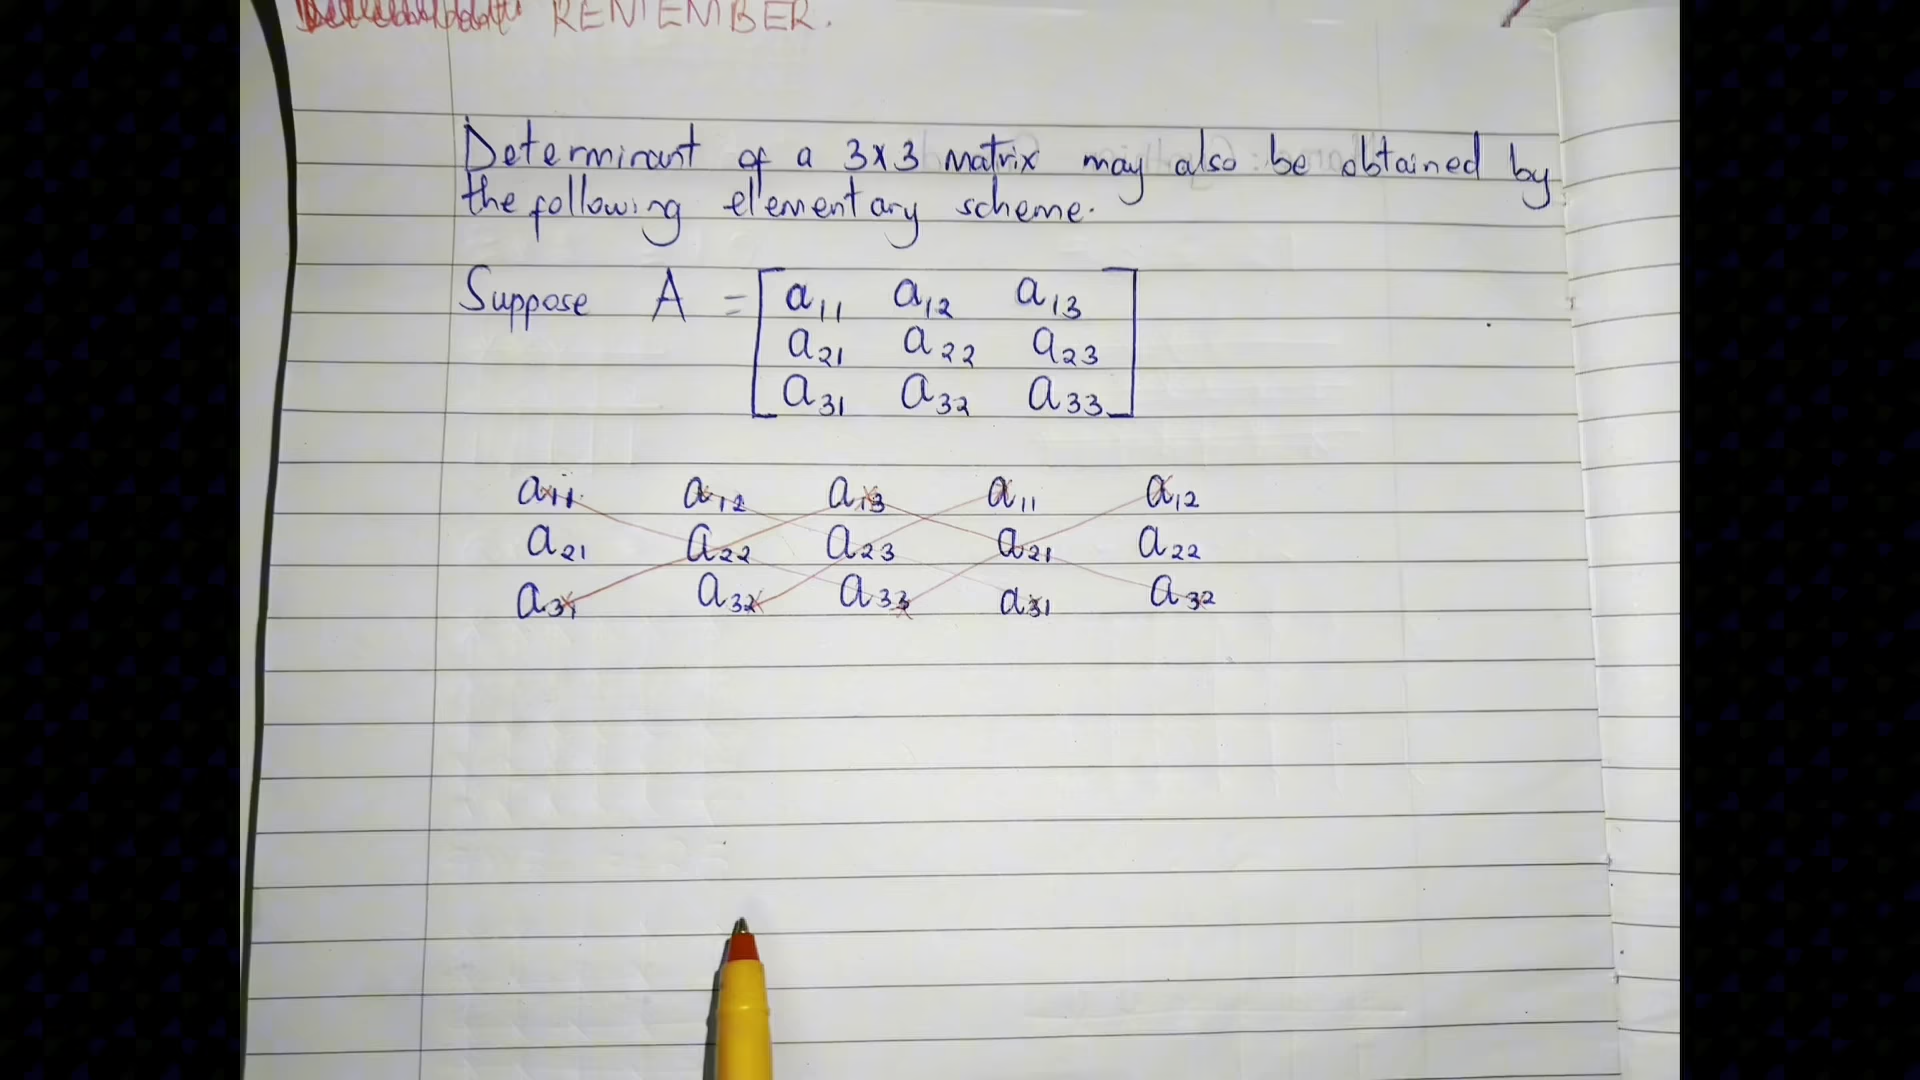 REMEMBER.
Determinant of a 3x3 matrix may also be obtained by
the following elementary scheme.
Suppose A = [a₁₁ a₁₂ a₁₃
a₂₁ a₂₂ a₂₃
a₃₁ a₃₂ a₃₃]
a₁₁ a₁₂ a₁₃ a₁₁ a₁₂
a₂₁ a₂₂ a₂₃ a₂₁ a₂₂
a₃₁ a₃₂ a₃₃ a₃₁ a₃₂